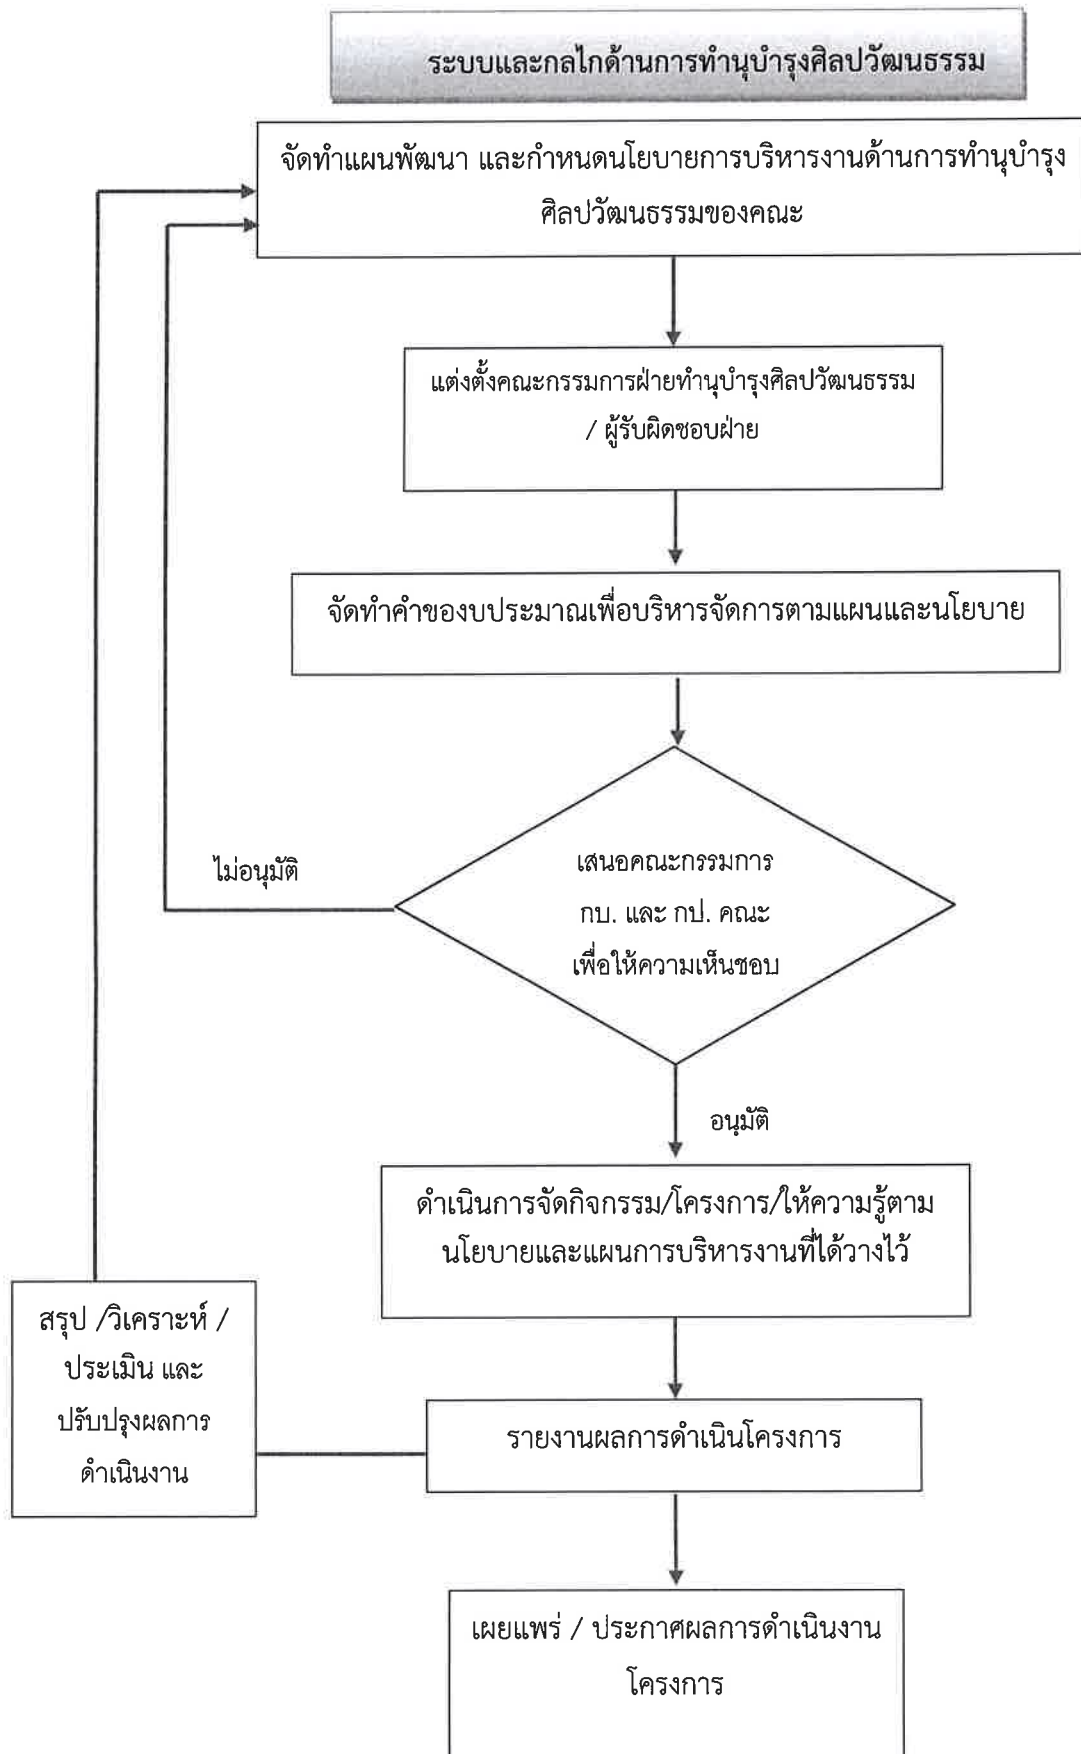 ระบบและกลไกด้านการทำนุบำรุงศิลปวัฒนธรรม
จัดทำแผนพัฒนา และกำหนดนโยบายการบริหารงานด้านการทำนุบำรุง
ศิลปวัฒนธรรมของคณะ
แต่งตั้งคณะกรรมการฝ่ายทำนุบำรุงศิลปวัฒนธรรม
/ ผู้รับผิดชอบฝ่าย
จัดทำคำของบประมาณเพื่อบริหารจัดการตามแผนและนโยบาย
ไม่อนุมัติ
เสนอคณะกรรมการ
กบ. และ กป. คณะ
เพื่อให้ความเห็นชอบ
อนุมัติ
ดำเนินการจัดกิจกรรม/โครงการ/ให้ความรู้ตาม
นโยบายและแผนการบริหารงานที่ได้วางไว้
สรุป /วิเคราะห์ /
ประเมิน และ
ปรับปรุงผลการ
ดำเนินงาน
รายงานผลการดำเนินโครงการ
เผยแพร่ / ประกาศผลการดำเนินงาน
โครงการ